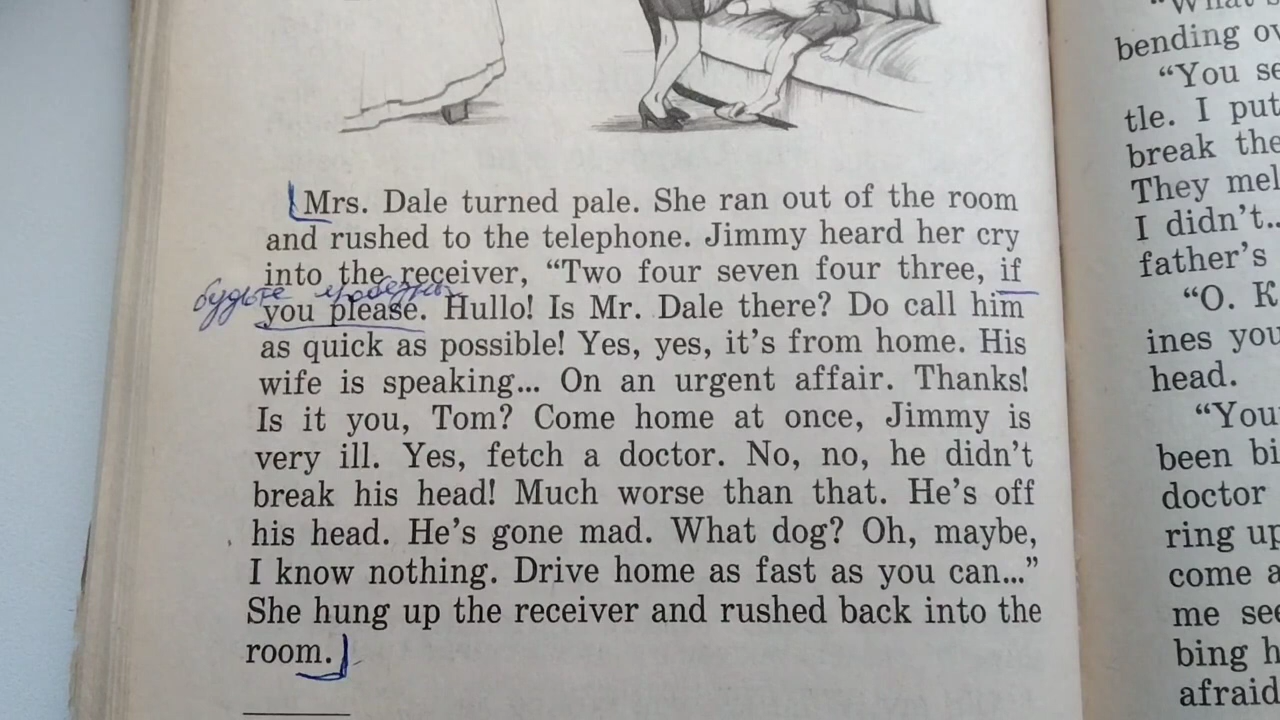 Mrs. Dale turned pale. She ran out of the room
and rushed to the telephone. Jimmy heard her cry
into the receiver, “Two four seven four three, if
будьте любезны
you please. Hullo! Is Mr. Dale there? Do call him
as quick as possible! Yes, yes, it’s from home. His
wife is speaking... On an urgent affair. Thanks!
Is it you, Tom? Come home at once, Jimmy is
very ill. Yes, fetch a doctor. No, no, he didn’t
break his head! Much worse than that. He’s off
his head. He’s gone mad. What dog? Oh, maybe,
I know nothing. Drive home as fast as you can...”
She hung up the receiver and rushed back into the
room.
bending
“You
tle. I put
break the
They
I didn’t..
father’s
“O. K
ines you
head.
“You
been
doctor
ring up
come a
me
bing
afraid